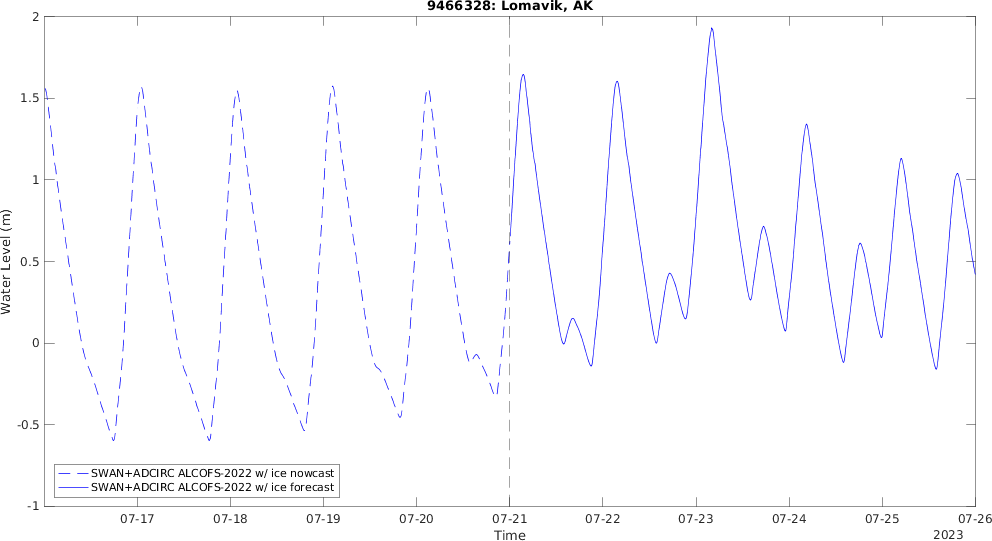 9466328: Lomavik, AK
2
1.5
1
0.5
0
-0.5
-1
Water Level (m)
SWAN+ADCIRC ALCOFS-2022 w/ ice nowcast
SWAN+ADCIRC ALCOFS-2022 w/ ice forecast
07-17 07-18 07-19 07-20 07-21 07-22 07-23 07-24 07-25 07-26
Time
2023